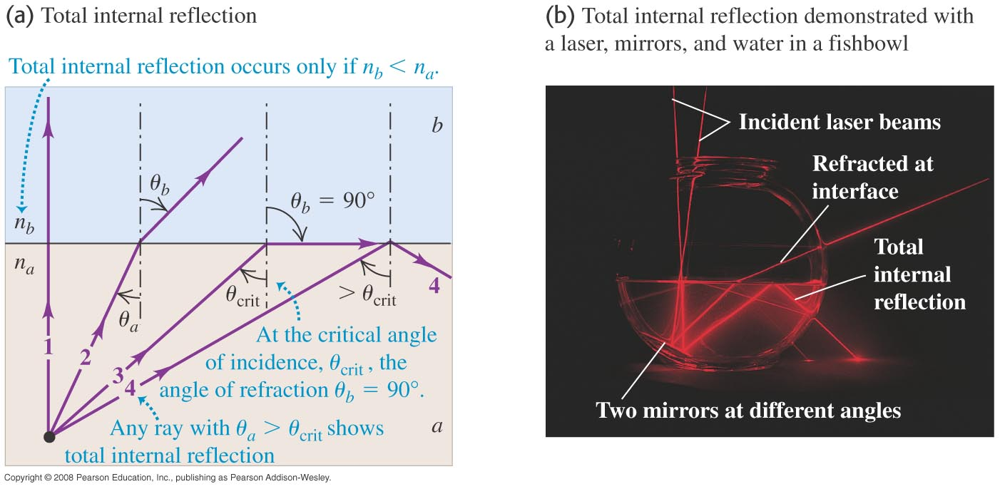 (a) Total internal reflection
Total internal reflection occurs only if n_b < n_a.
b
θ_b
θ_b = 90°
n_b
n_a
θ_a
θ_crit
> θ_crit
4
1
2
3
4
At the critical angle
of incidence, θ_crit, the
angle of refraction θ_b = 90°.
Any ray with θ_a > θ_crit shows
total internal reflection
a
(b) Total internal reflection demonstrated with
a laser, mirrors, and water in a fishbowl
Incident laser beams
Refracted at
interface
Total
internal
reflection
Two mirrors at different angles
Copyright © 2008 Pearson Education, Inc., publishing as Pearson Addison-Wesley.